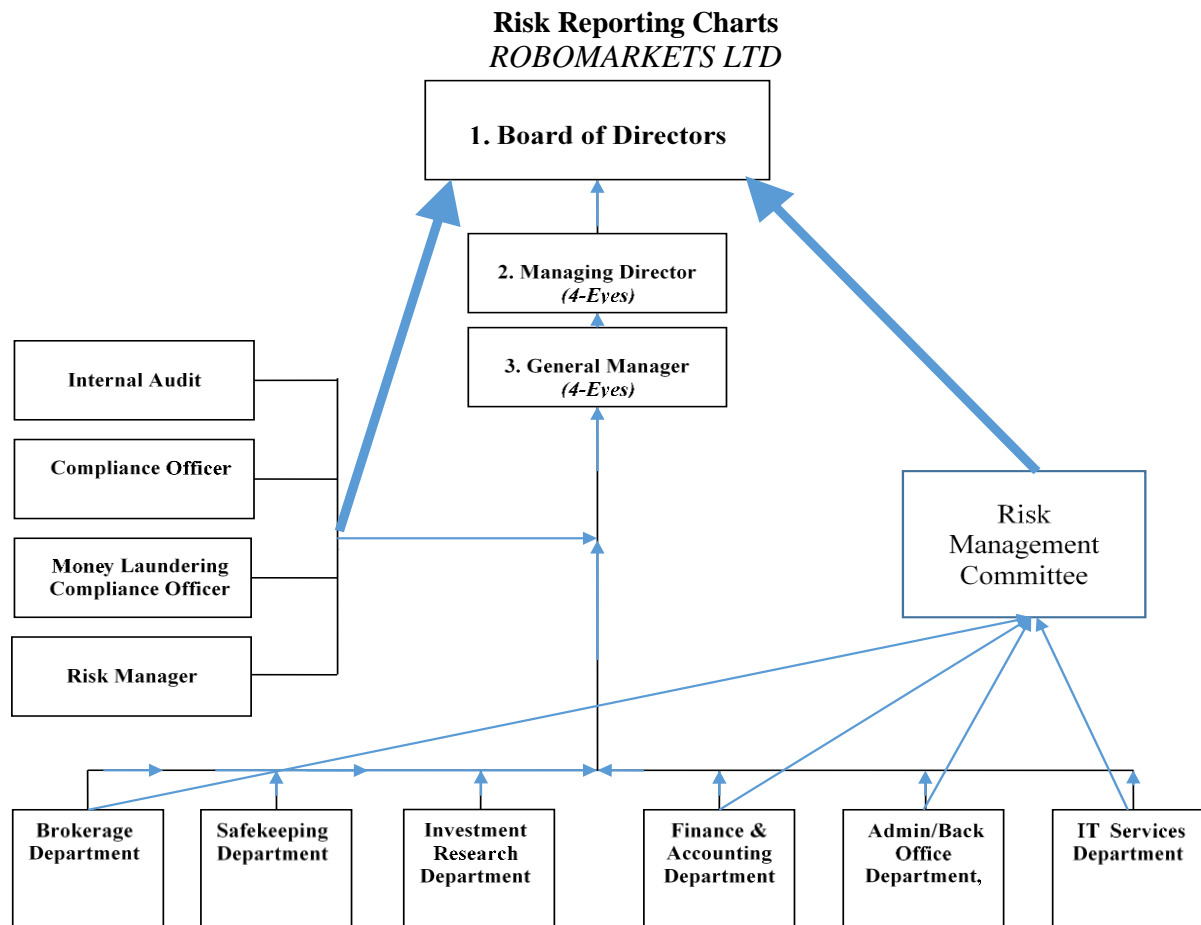 Risk Reporting Charts
ROBOMARKETS LTD
1. Board of Directors
2. Managing Director
(4-Eyes)
3. General Manager
(4-Eyes)
Internal Audit
Compliance Officer
Money Laundering
Compliance Officer
Risk Manager
Risk
Management
Committee
Brokerage
Department
Safekeeping
Department
Investment
Research
Department
Finance &
Accounting
Department
Admin/Back
Office
Department,
IT Services
Department